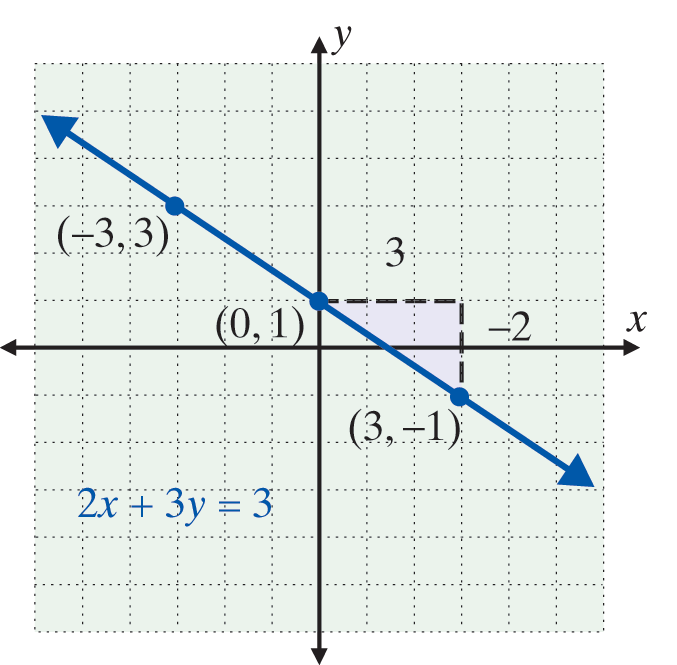 y
(−3, 3)
3
(0, 1)
−2
x
(3, −1)
2x + 3y = 3